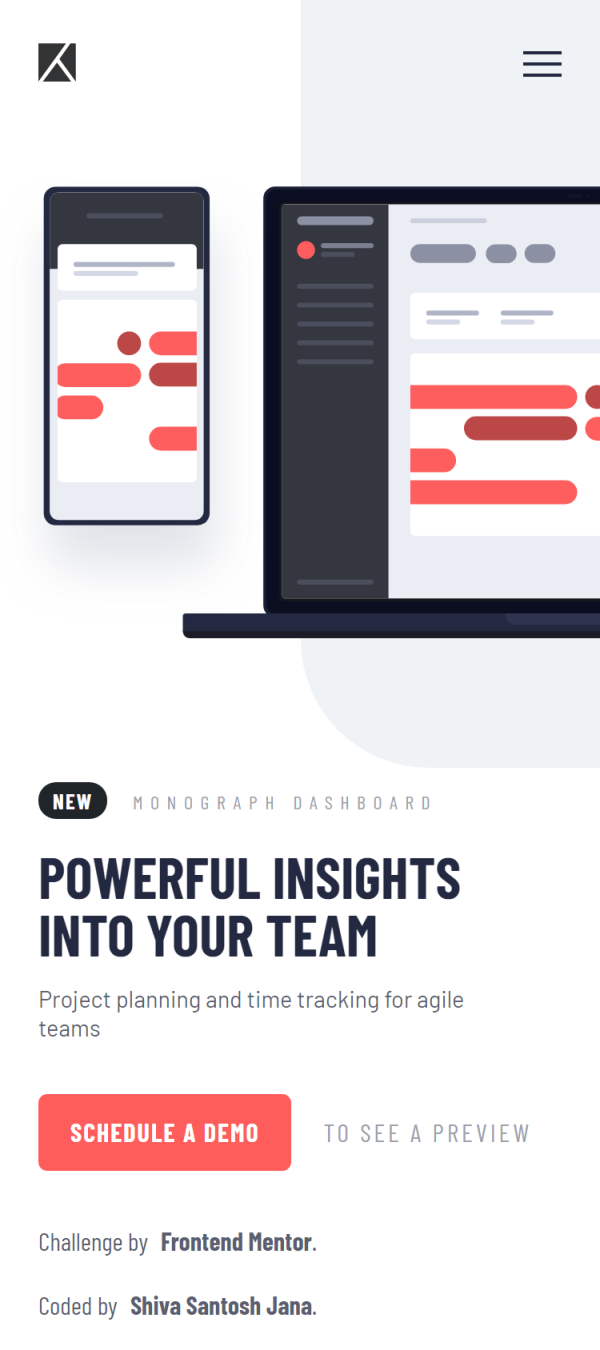 NEW MONOGRAPH DASHBOARD
POWERFUL INSIGHTS
INTO YOUR TEAM
Project planning and time tracking for agile
teams
SCHEDULE A DEMO TO SEE A PREVIEW
Challenge by Frontend Mentor.
Coded by Shiva Santosh Jana.